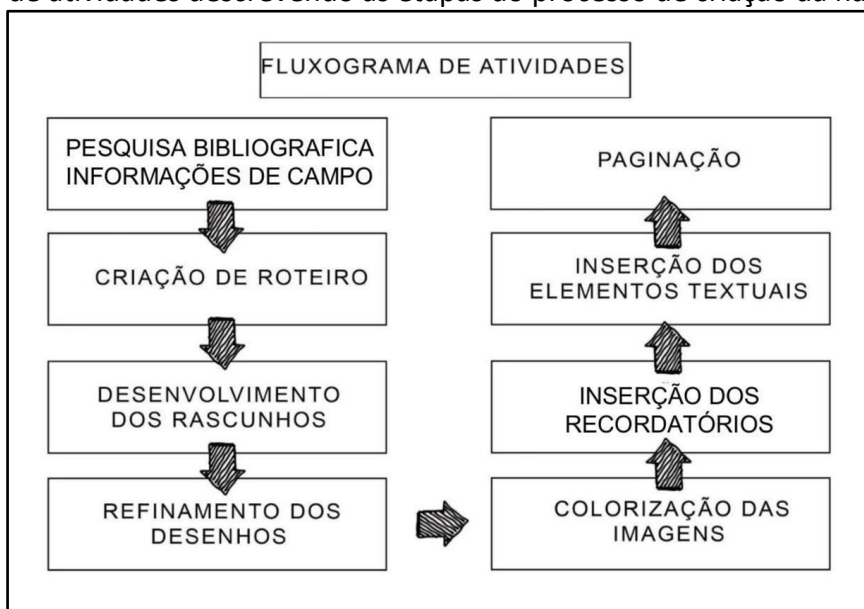 FLUXOGRAMA DE ATIVIDADES
PESQUISA BIBLIOGRAFICA
INFORMAÇÕES DE CAMPO
CRIAÇÃO DE ROTEIRO
DESENVOLVIMENTO
DOS RASCUNHOS
REFINAMENTO DOS
DESENHOS
COLORIZAÇÃO DAS
IMAGENS
INSERÇÃO DOS
RECORDATÓRIOS
INSERÇÃO DOS
ELEMENTOS TEXTUAIS
PAGINAÇÃO